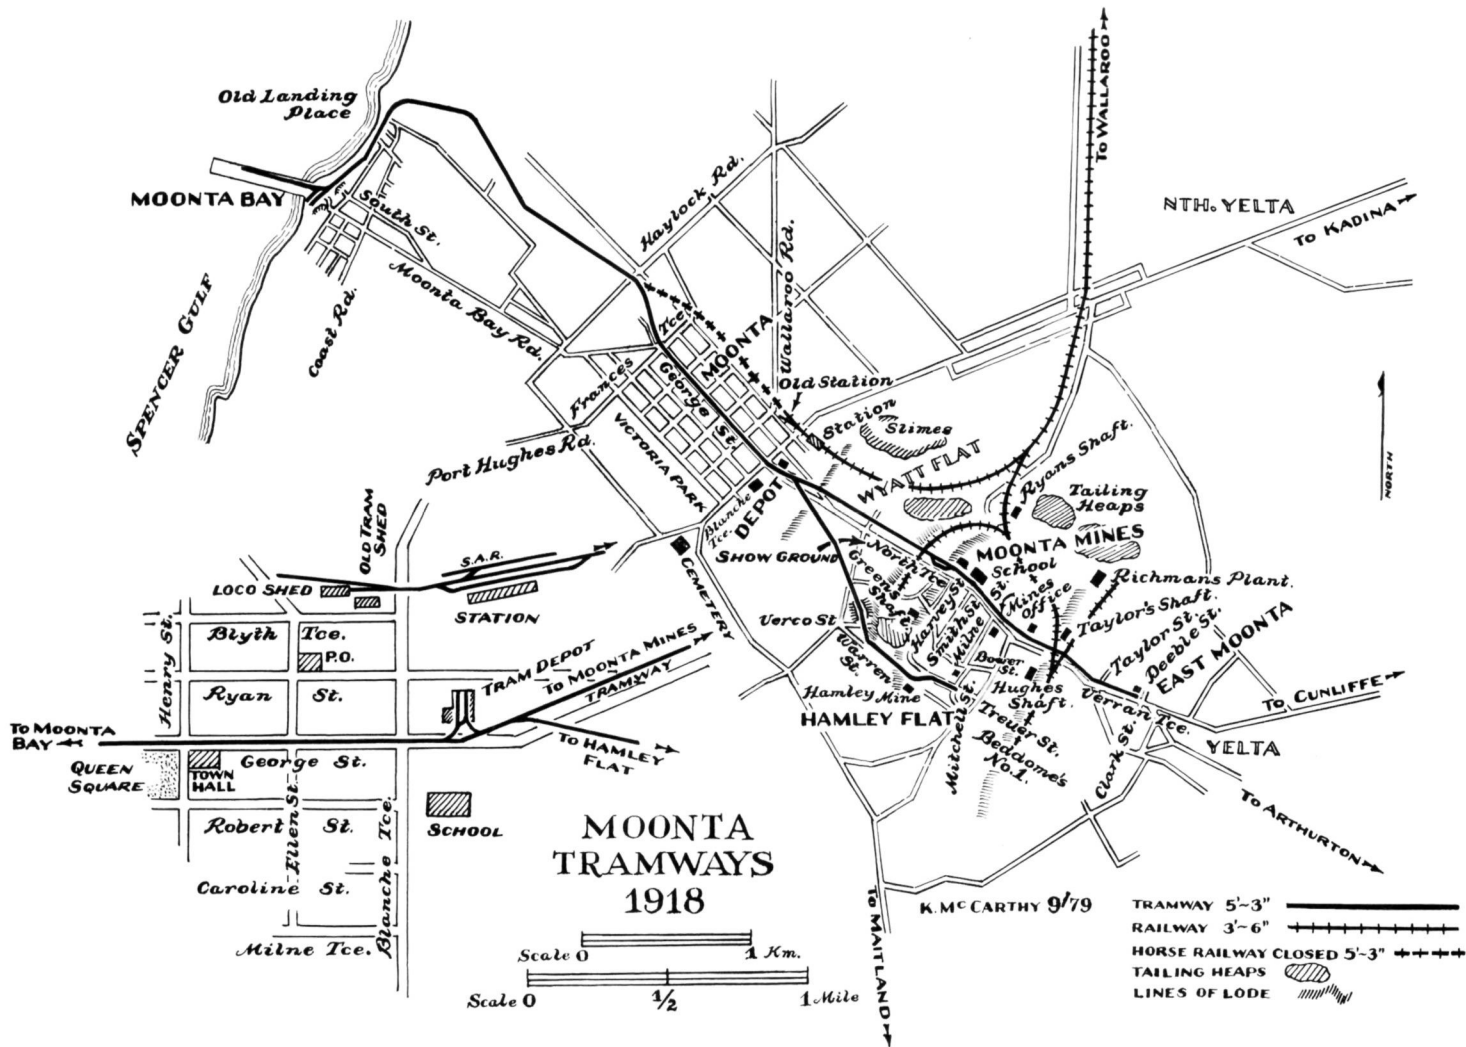 To WALLAROO
Old Landing
Place
MOONTA BAY
South St.
Haylock Rd.
NTH. YELTA
To KADINA
Moonta Bay Rd.
Coast Rd.
SPENCER GULF
Wallaroo Rd.
Tce.
MOONTA
Frances
George St.
Old Station
Station
Slimes
VICTORIA PARK
Port Hughes Rd.
WYATT FLAT
Ryans Shaft.
NORTH
Tailing
Heaps
Blanche
Tce.
DEPOT
SHOW GROUND
North Tce
MOONTA MINES
School
Greens
Shaft
Richmans Plant.
CEMETERY
Mines
Office
Taylor's Shaft.
Harvey St
Smith St
Milne
St.
Verco St
Taylor St.
Deeble St.
EAST MOONTA
Warren
St.
Bower
St.
Hughes
Shaft.
Hamley Mine
HAMLEY FLAT
Verran Tce.
To CUNLIFFE
Mitchell St.
Treuer St.
Beddome's
No.1.
Clark St.
YELTA
To ARTHURTON
To MAITLAND
OLD TRAM
SHED
S.A.R.
LOCO SHED
STATION
Henry St.
Blyth Tce.
P.O.
TRAM DEPOT
To MOONTA MINES
TRAMWAY
Ryan St.
To MOONTA
BAY
To HAMLEY
FLAT
QUEEN
SQUARE
TOWN
HALL
George St.
Ellen St.
Robert St.
SCHOOL
Blanche Tce.
Caroline St.
Milne Tce.
MOONTA
TRAMWAYS
1918
Scale 0 1 Km.
Scale 0 1/2 1 Mile
K. McCARTHY 9/79
TRAMWAY 5'~3"
RAILWAY 3'~6"
HORSE RAILWAY CLOSED 5'~3"
TAILING HEAPS
LINES OF LODE